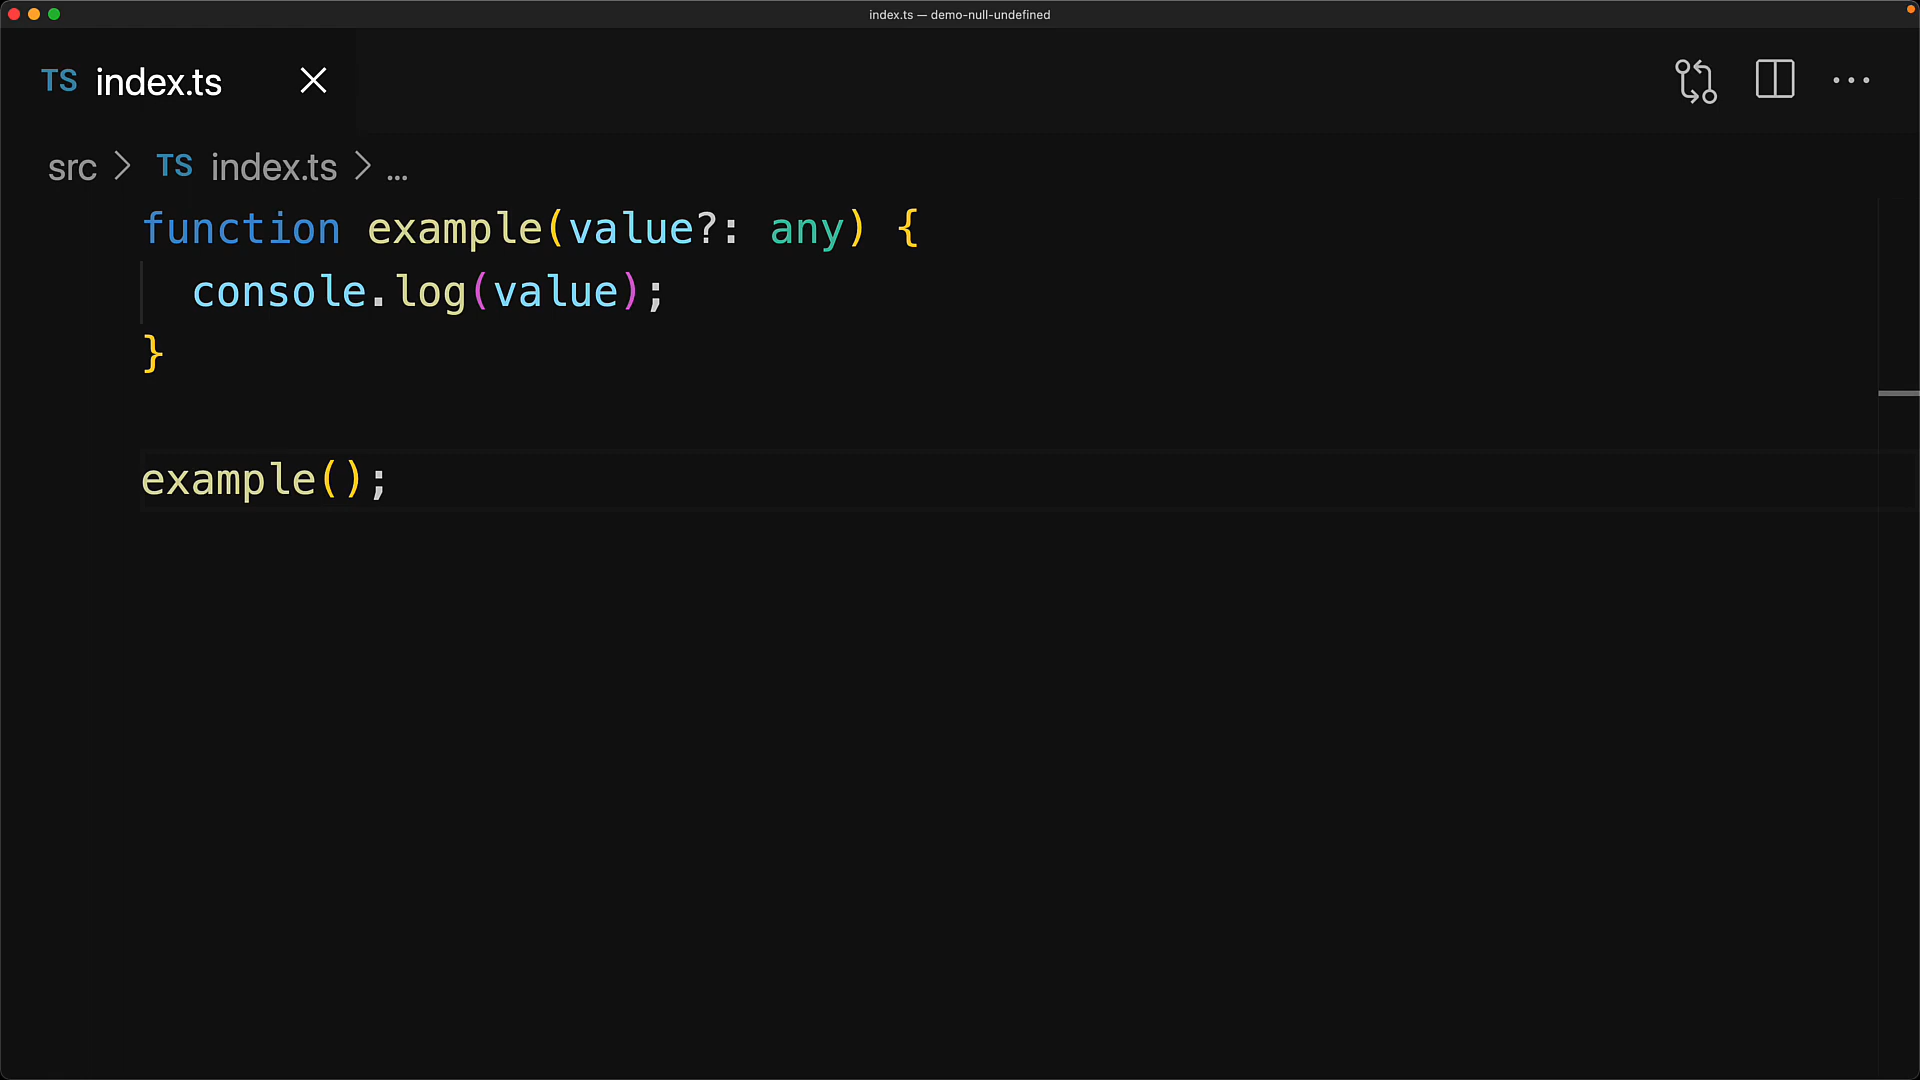 index.ts — demo-null-undefined
TS index.ts
src > TS index.ts > ...
function example(value?: any) {
  console.log(value);
}
example();